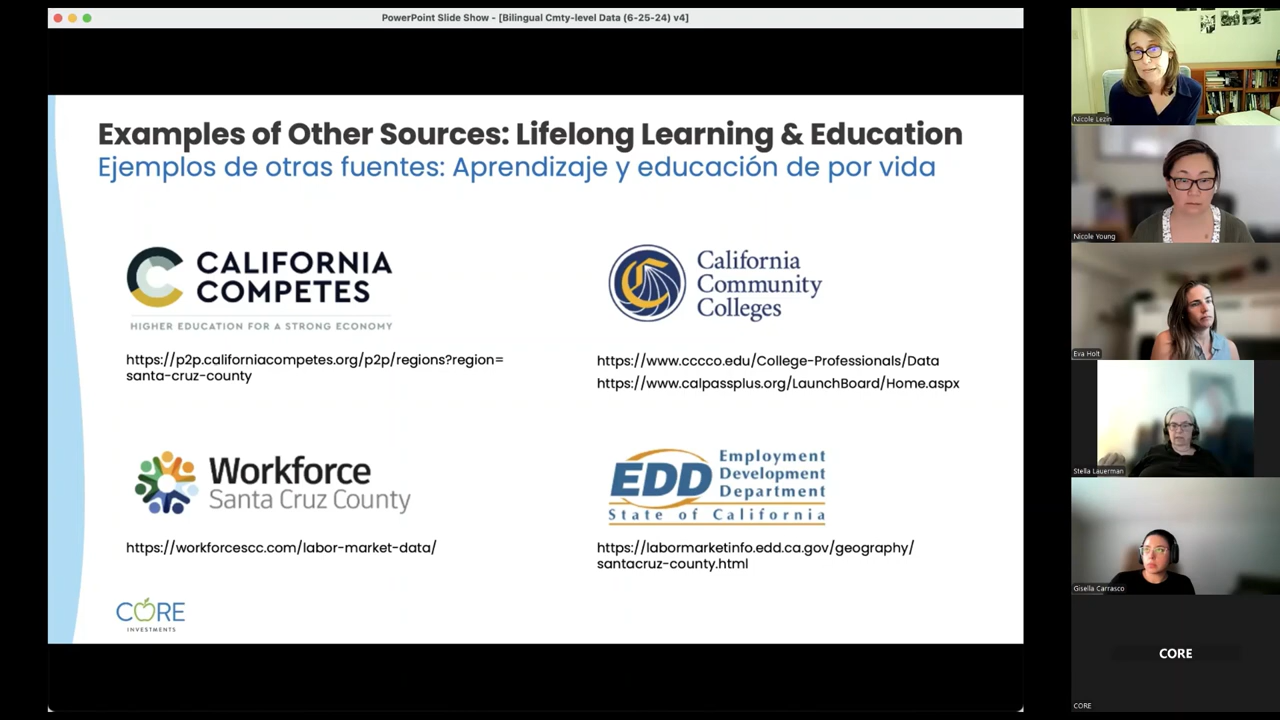 PowerPoint Slide Show - [Bilingual Cmty-level Data (6-25-24) v4]
Examples of Other Sources: Lifelong Learning & Education
Ejemplos de otras fuentes: Aprendizaje y educación de por vida
CALIFORNIA
COMPETES
HIGHER EDUCATION FOR A STRONG ECONOMY
https://p2p.californiacompetes.org/p2p/regions?region=
santa-cruz-county
California
Community
Colleges
https://www.cccco.edu/College-Professionals/Data
https://www.calpassplus.org/LaunchBoard/Home.aspx
Workforce
Santa Cruz County
https://workforcescc.com/labor-market-data/
EDD
Employment
Development
Department
State of California
https://labormarketinfo.edd.ca.gov/geography/
santacruz-county.html
CORE
INVESTMENTS
Nicole Lezin
Nicole Young
Eva Holt
Stella Lauerman
Gisella Carrasco
CORE
CORE